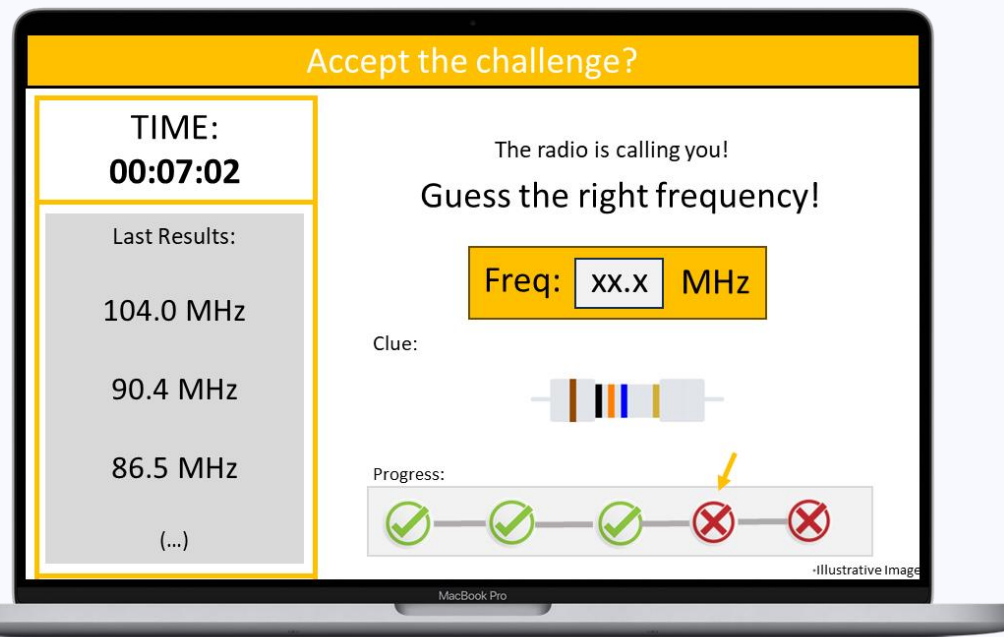 Accept the challenge?
TIME:
00:07:02
Last Results:
104.0 MHz
90.4 MHz
86.5 MHz
(...)
The radio is calling you!
Guess the right frequency!
Freq: xx.x MHz
Clue:
Progress:
*Illustrative Image
MacBook Pro